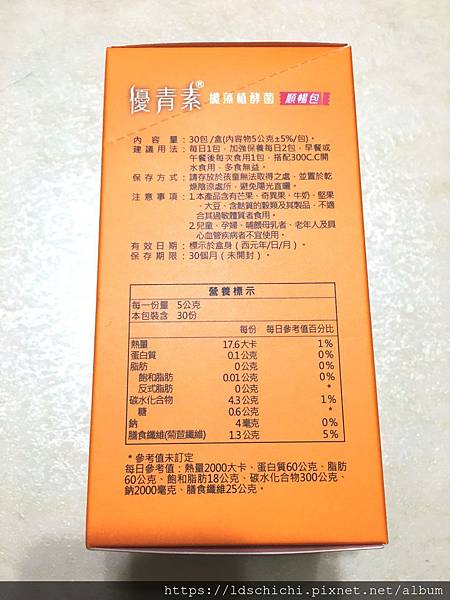 優青素® 纖藻植酵菌 順暢包
內容量：30包/盒(內容物5公克±5%/包)。
建議用法：每日1包，加強保養每日2包，早餐或
午餐後每次食用1包，搭配300C.C開
水食用，多食無益。
保存方式：請存放於孩童無法取得之處，並置於乾
燥陰涼處所，避免陽光直曬。
注意事項：1.本產品含有芒果、奇異果、牛奶、堅果
、大豆、含麩質的穀類及其製品，不適
合其過敏體質者食用。
2.兒童、孕婦、哺餵母乳者、老年人及具
心血管疾病者不宜使用。
有效日期：標示於盒身（西元年/日/月）。
保存期限：30個月（未開封）。
營養標示
每一份量 5公克
本包裝含 30份
每份 每日參考值百分比
熱量 17.6大卡 1%
蛋白質 0.1公克 0%
脂肪 0公克 0%
飽和脂肪 0.01公克 0%
反式脂肪 0公克 *
碳水化合物 4.3公克 1%
糖 0.6公克 *
鈉 4毫克 0%
膳食纖維(菊苣纖維) 1.3公克 5%
*參考值未訂定
每日參考值：熱量2000大卡、蛋白質60公克、脂肪
60公克、飽和脂肪18公克、碳水化合物300公克、
鈉2000毫克、膳食纖維25公克。
https://ldschichi.pixnet.net/album